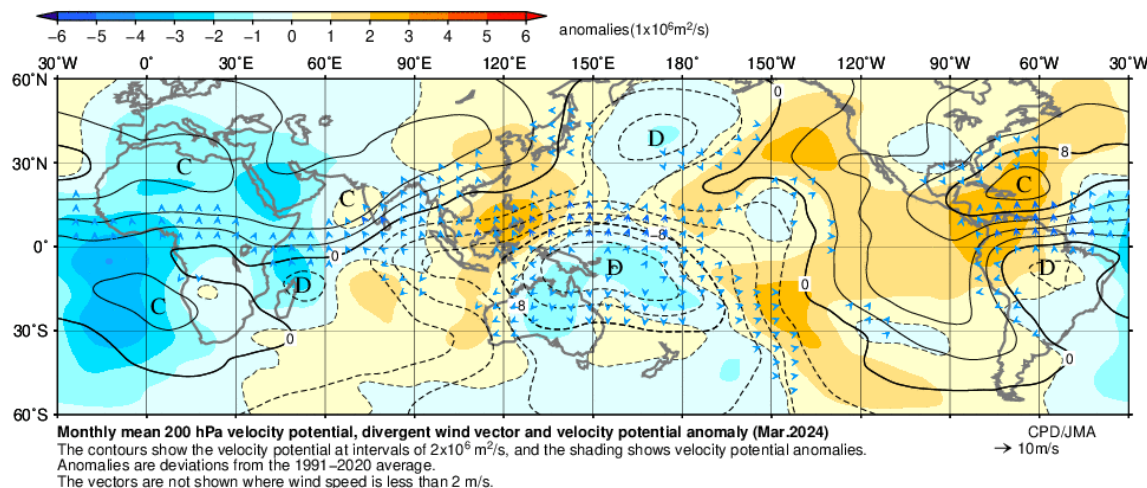 −6 −5 −4 −3 −2 −1 0 1 2 3 4 5 6
anomalies(1x10⁶m²/s)
30°W 0° 30°E 60°E 90°E 120°E 150°E 180° 150°W 120°W 90°W 60°W 30°W
60°N
0
D
30°N
8
C
C
C
−8
0°
0
D
D
D
0
−8
C
30°S
0
0
60°S
Monthly mean 200 hPa velocity potential, divergent wind vector and velocity potential anomaly (Mar.2024)
CPD/JMA
The contours show the velocity potential at intervals of 2x10⁶ m²/s, and the shading shows velocity potential anomalies.
10m/s
Anomalies are deviations from the 1991−2020 average.
The vectors are not shown where wind speed is less than 2 m/s.